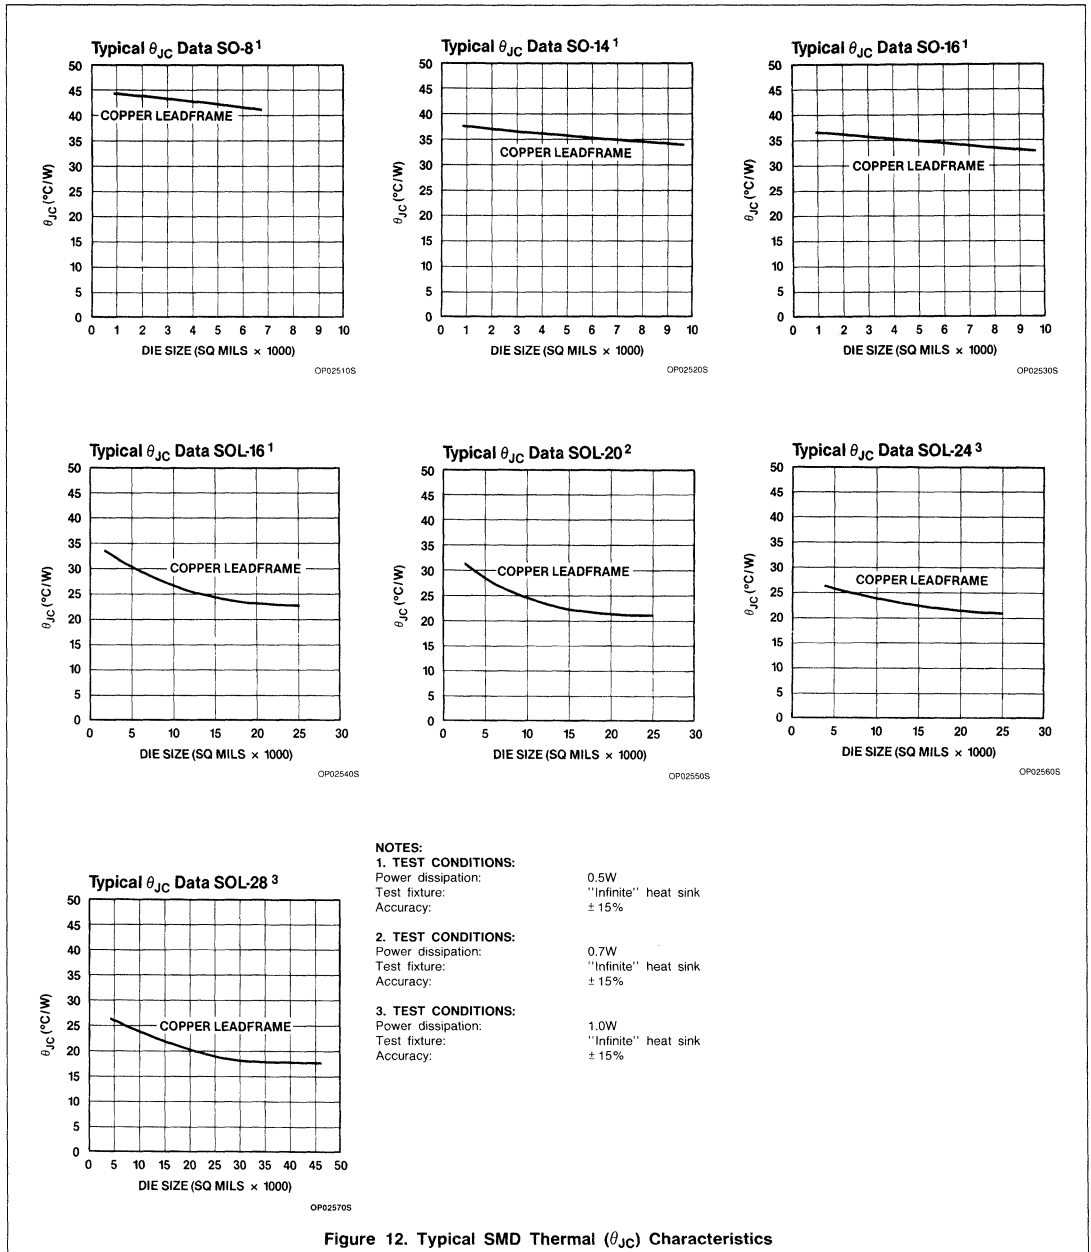 Typical θJC Data SO-8 1
50
45
40
35
30
25
20
15
10
5
0
θJC (°C/W)
COPPER LEADFRAME
0 1 2 3 4 5 6 7 8 9 10
DIE SIZE (SQ MILS × 1000)
OP02510S
Typical θJC Data SO-14 1
50
45
40
35
30
25
20
15
10
5
0
θJC (°C/W)
COPPER LEADFRAME
0 1 2 3 4 5 6 7 8 9 10
DIE SIZE (SQ MILS × 1000)
OP02520S
Typical θJC Data SO-16 1
50
45
40
35
30
25
20
15
10
5
0
θJC (°C/W)
COPPER LEADFRAME
0 1 2 3 4 5 6 7 8 9 10
DIE SIZE (SQ MILS × 1000)
OP02530S
Typical θJC Data SOL-16 1
50
45
40
35
30
25
20
15
10
5
0
θJC (°C/W)
COPPER LEADFRAME
0 5 10 15 20 25 30
DIE SIZE (SQ MILS × 1000)
OP02540S
Typical θJC Data SOL-20 2
50
45
40
35
30
25
20
15
10
5
0
θJC (°C/W)
COPPER LEADFRAME
0 5 10 15 20 25 30
DIE SIZE (SQ MILS × 1000)
OP02550S
Typical θJC Data SOL-24 3
50
45
40
35
30
25
20
15
10
5
0
θJC (°C/W)
COPPER LEADFRAME
0 5 10 15 20 25 30
DIE SIZE (SQ MILS × 1000)
OP02560S
Typical θJC Data SOL-28 3
50
45
40
35
30
25
20
15
10
5
0
θJC (°C/W)
COPPER LEADFRAME
0 5 10 15 20 25 30 35 40 45 50
DIE SIZE (SQ MILS × 1000)
OP02570S
NOTES:
1. TEST CONDITIONS:
Power dissipation: 0.5W
Test fixture: "Infinite" heat sink
Accuracy: ± 15%
2. TEST CONDITIONS:
Power dissipation: 0.7W
Test fixture: "Infinite" heat sink
Accuracy: ± 15%
3. TEST CONDITIONS:
Power dissipation: 1.0W
Test fixture: "Infinite" heat sink
Accuracy: ± 15%
Figure 12. Typical SMD Thermal (θJC) Characteristics